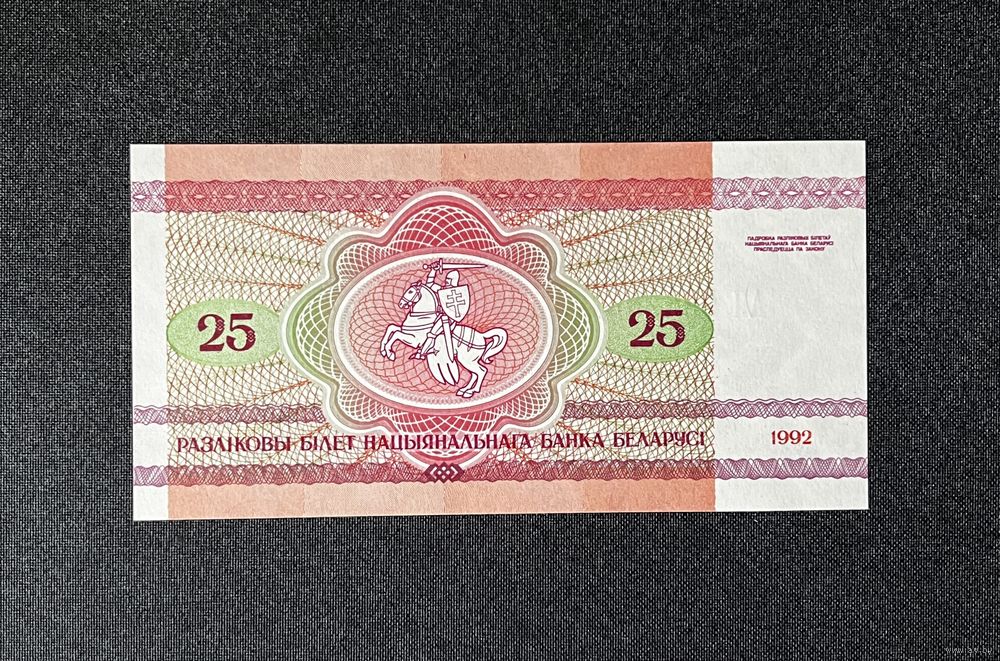 ПАДРОБКА РАЗЛІКОВЫХ БІЛЕТАЎ
НАЦЫЯНАЛЬНАГА БАНКА БЕЛАРУСІ
ПРАСЛЕДУЕЦЦА ПА ЗАКОНУ
25
25
РАЗЛІКОВЫ БІЛЕТ НАЦЫЯНАЛЬНАГА БАНКА БЕЛАРУСІ
1992